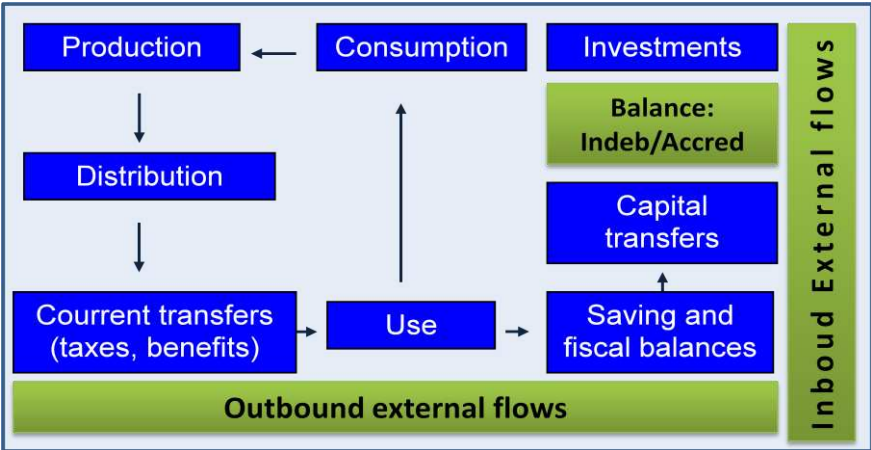 Production
Consumption
Investments
Balance:
Indeb/Accred
Distribution
Capital
transfers
Courrent transfers
(taxes, benefits)
Use
Saving and
fiscal balances
Outbound external flows
Inboud External flows